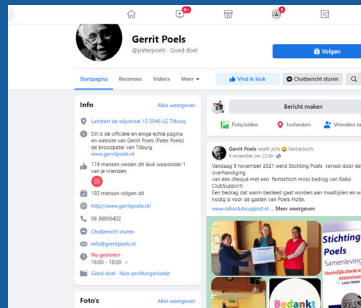 9+
9
Gerrit Poels
@paterpoels · Goed doel
Volgen
Startpagina Recensies Video's Meer
Vind ik leuk Chatbericht sturen
Info Alles weergeven
Lambert de wijsstraat 13 5046 LG Tilburg
Dit is de officiële en enige echte pagina
en website van Gerrit Poels (Pater Poels)
de broodpater van Tilburg
www.gerritpoels.nl
174 mensen vinden dit leuk waaronder 1
van je vrienden
192 mensen volgen dit
http://www.gerritpoels.nl/
06 38936402
Chatbericht sturen
info@gerritpoels.nl
Nu gesloten
16:00 - 18:00
Goed doel · Non-profitorganisatie
Foto's Alles weergeven
Bericht maken
Foto/video Inchecken Vrienden ta
Gerrit Poels voelt zich fantastisch.
9 november om 22:09
Vandaag 9 november 2021 werd Stichting Poels verrast door de
overhandiging
van een cheque met een fantastisch mooi bedrag van Rabo
ClubSupport!
Een bedrag dat warm besteed gaat worden aan maaltijden en w
nodig is voor de gasten van Poels Hofje.
www.raboclubsupport.nl ... Meer weergeven
Stichting
Poels
Samenleving
Bedankt